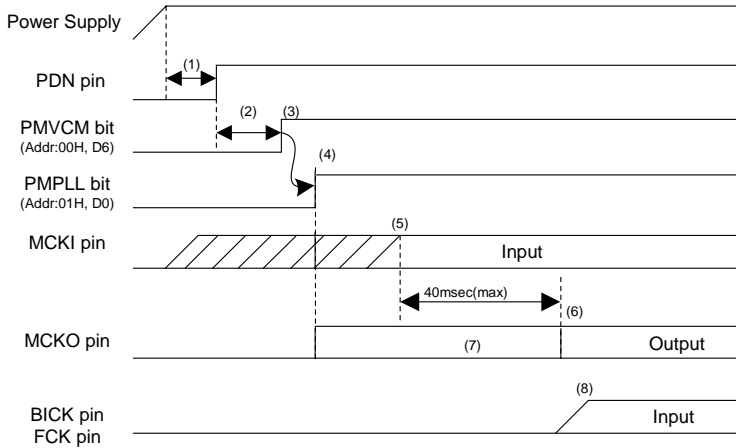 Power Supply
(1)
PDN pin
(2)
(3)
PMVCM bit
(Addr:00H, D6)
(4)
PMPLL bit
(Addr:01H, D0)
(5)
MCKI pin
Input
40msec(max)
(6)
MCKO pin
(7)
Output
(8)
BICK pin
FCK pin
Input